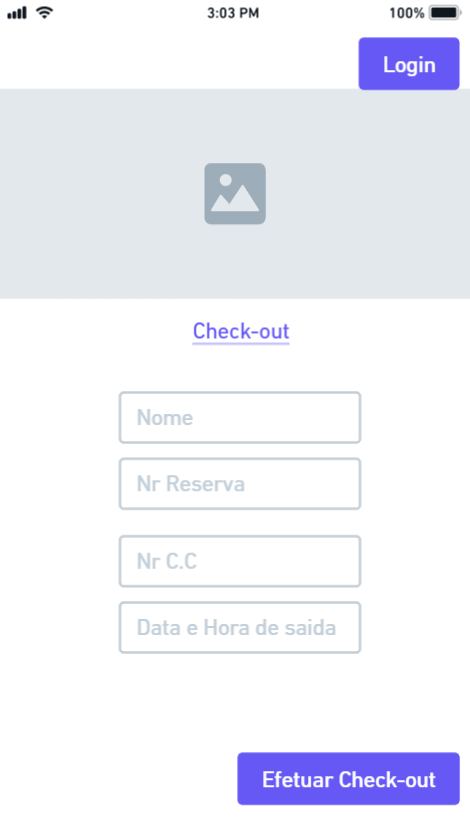 3:03 PM
100%
Login
Check-out
Nome
Nr Reserva
Nr C.C
Data e Hora de saida
Efetuar Check-out